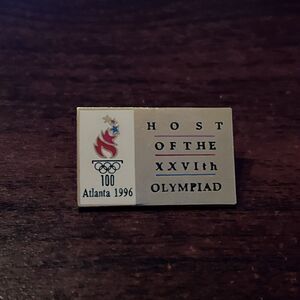 100
Atlanta 1996
HOST
OF THE
XXVIth
OLYMPIAD